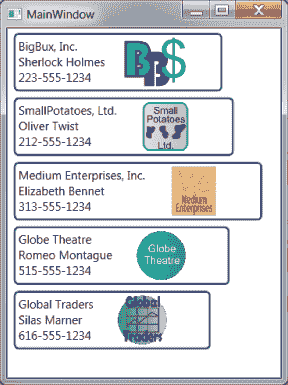 MainWindow
BigBux, Inc.
Sherlock Holmes
223-555-1234
BB$
SmallPotatoes, Ltd.
Oliver Twist
212-555-1234
Small
Potatoes
Ltd.
Medium Enterprises, Inc.
Elizabeth Bennet
313-555-1234
Medium
Enterprises
Globe Theatre
Romeo Montague
515-555-1234
Globe
Theatre
Global Traders
Silas Marner
616-555-1234
Global
Traders